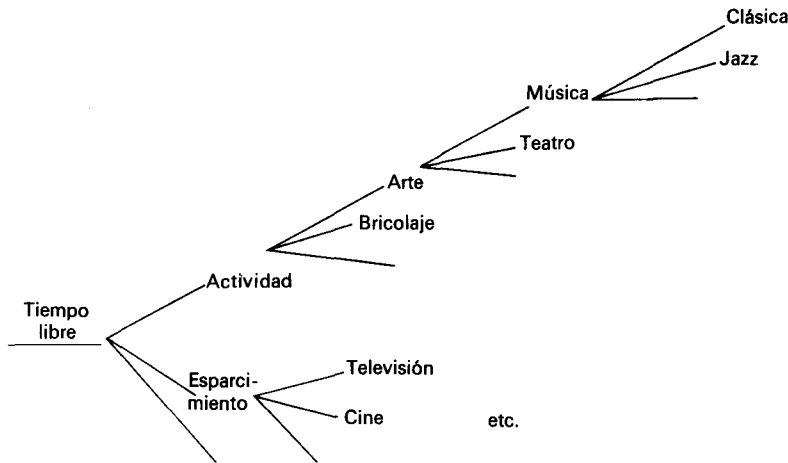 Clásica
Jazz
Música
Teatro
Arte
Bricolaje
Actividad
Tiempo
libre
Televisión
Esparci-
miento
Cine
etc.